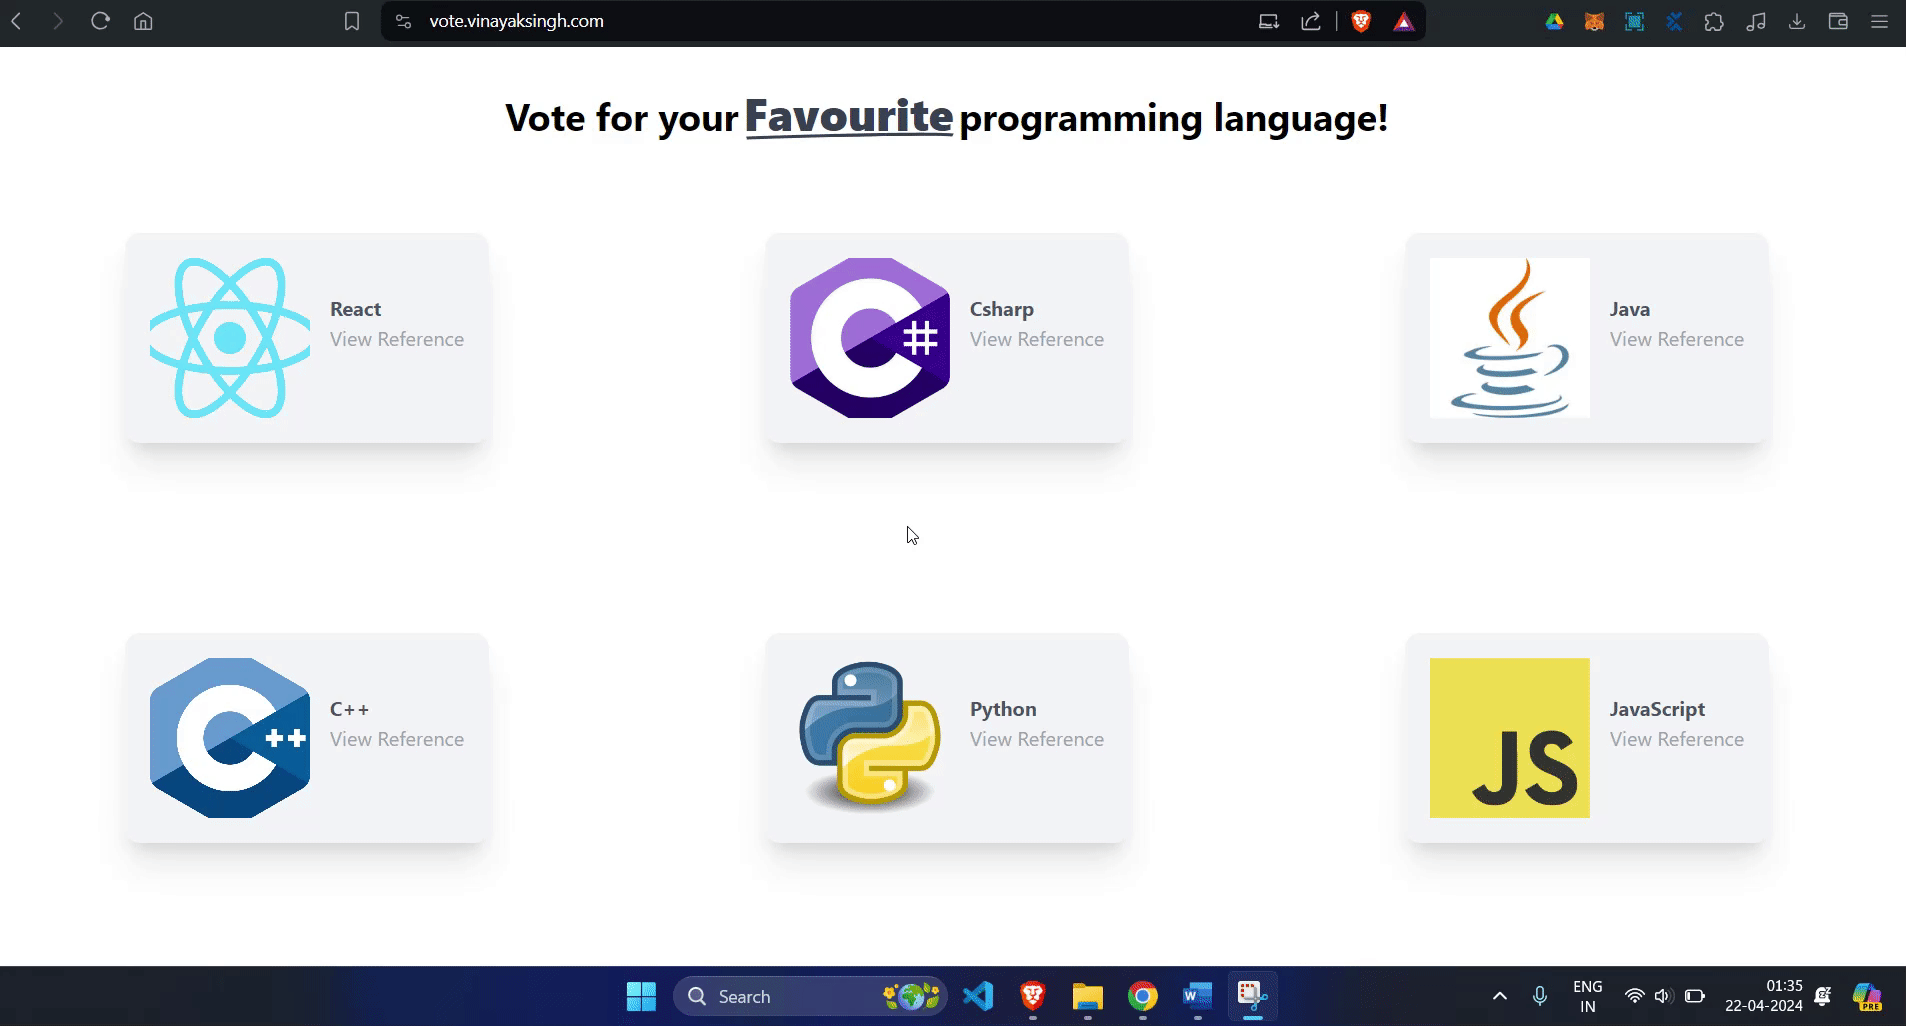 vote.vinayaksingh.com
Vote for your Favourite programming language!
React
View Reference
Csharp
View Reference
Java
View Reference
C++
View Reference
Python
View Reference
JS
JavaScript
View Reference
Search
W
ENG
IN
01:35
22-04-2024
PRE